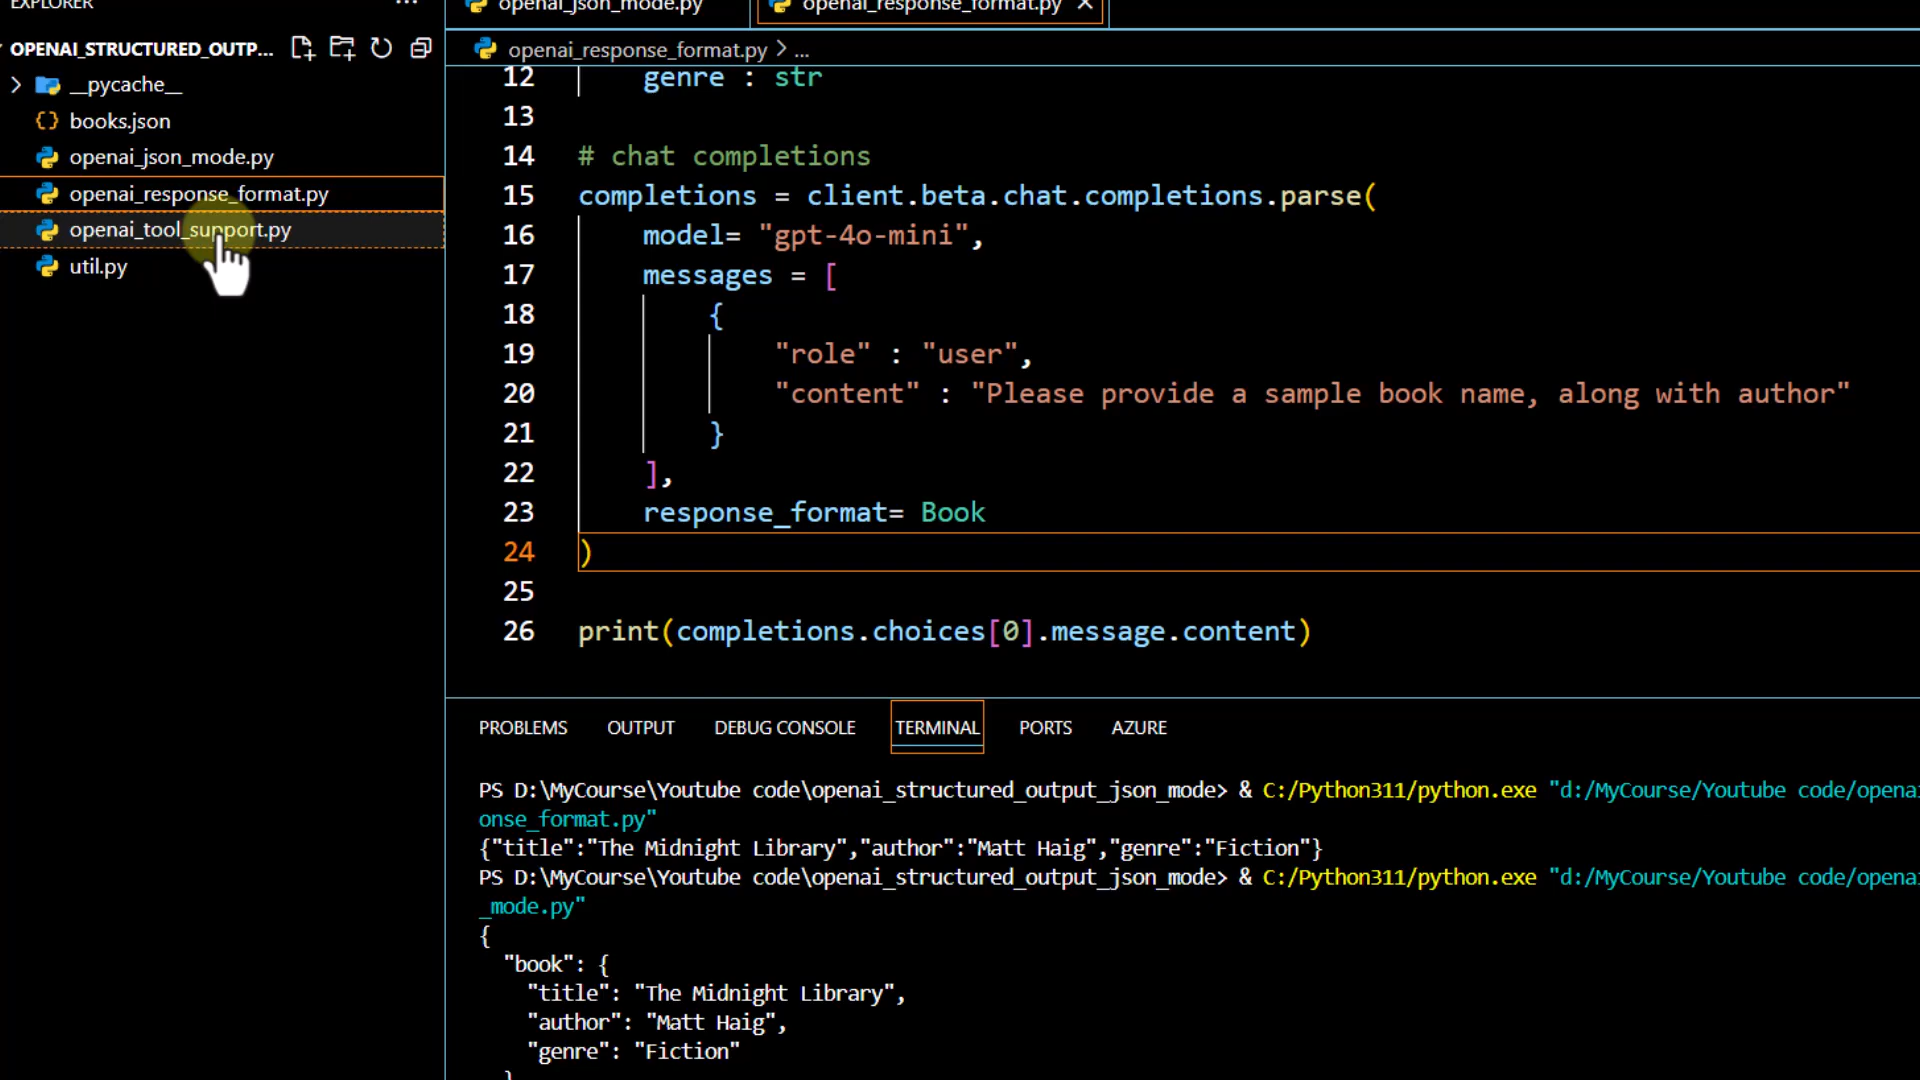 EXPLORER
OPENAI_STRUCTURED_OUTP...
__pycache__
books.json
openai_json_mode.py
openai_response_format.py
openai_tool_support.py
util.py
openai_json_mode.py
openai_response_format.py
openai_response_format.py > ...
12 genre : str
13
14 # chat completions
15 completions = client.beta.chat.completions.parse(
16 model= "gpt-4o-mini",
17 messages = [
18 {
19 "role" : "user",
20 "content" : "Please provide a sample book name, along with author"
21 }
22 ],
23 response_format= Book
24 )
25
26 print(completions.choices[0].message.content)
PROBLEMS OUTPUT DEBUG CONSOLE TERMINAL PORTS AZURE
PS D:\MyCourse\Youtube code\openai_structured_output_json_mode> & C:/Python311/python.exe "d:/MyCourse/Youtube code/openai
onse_format.py"
{"title":"The Midnight Library","author":"Matt Haig","genre":"Fiction"}
PS D:\MyCourse\Youtube code\openai_structured_output_json_mode> & C:/Python311/python.exe "d:/MyCourse/Youtube code/openai
_mode.py"
{
"book": {
"title": "The Midnight Library",
"author": "Matt Haig",
"genre": "Fiction"
}